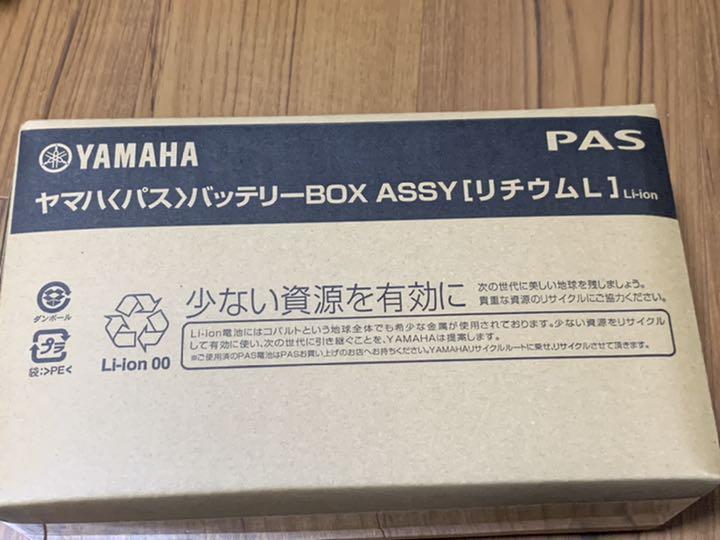 YAMAHA
PAS
ヤマハ〈パス〉バッテリーBOX ASSY［リチウムL］Li-ion
ダンボール
プラ
袋:>PE<
Li-ion 00
少ない資源を有効に
次の世代に美しい地球を残しましょう。
貴重な資源のリサイクルにご協力ください。
Li-ion電池にはコバルトという地球全体でも希少な金属が使用されております。少ない資源をリサイクル
して有効に使い、次の世代に引き継ぐことを、YAMAHAは提案します。
※ご使用済のPAS電池はPASお買い上げのお店へお持ちください。YAMAHAリサイクルルートに乗せ、リサイクルさせて頂きます。